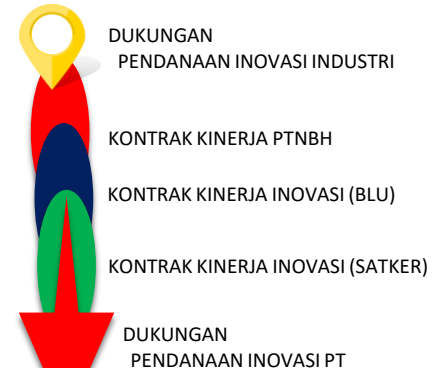 DUKUNGAN
PENDANAAN INOVASI INDUSTRI
KONTRAK KINERJA PTNBH
KONTRAK KINERJA INOVASI (BLU)
KONTRAK KINERJA INOVASI (SATKER)
DUKUNGAN
PENDANAAN INOVASI PT